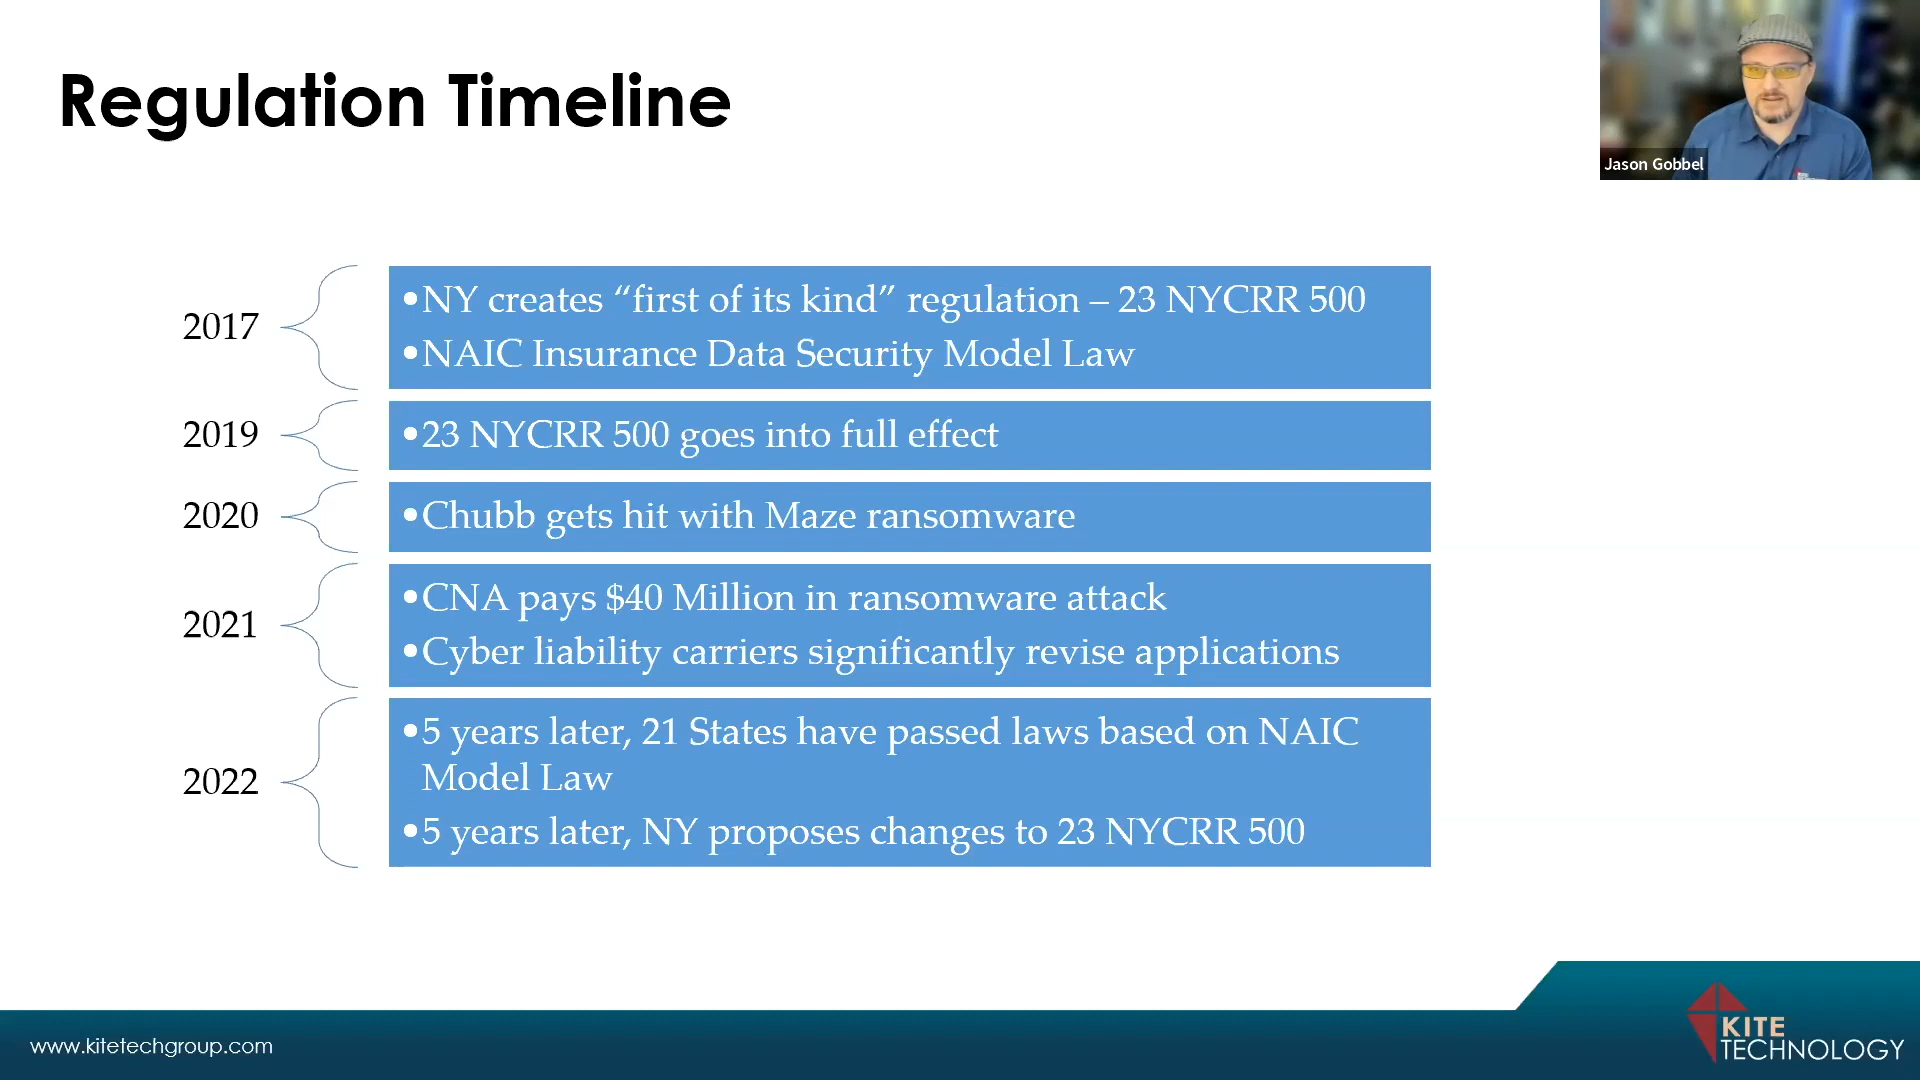 Regulation Timeline
Jason Gobbel
2017
•NY creates “first of its kind” regulation – 23 NYCRR 500
•NAIC Insurance Data Security Model Law
2019
•23 NYCRR 500 goes into full effect
2020
•Chubb gets hit with Maze ransomware
2021
•CNA pays $40 Million in ransomware attack
•Cyber liability carriers significantly revise applications
2022
•5 years later, 21 States have passed laws based on NAIC
Model Law
•5 years later, NY proposes changes to 23 NYCRR 500
www.kitetechgroup.com
KITE
TECHNOLOGY